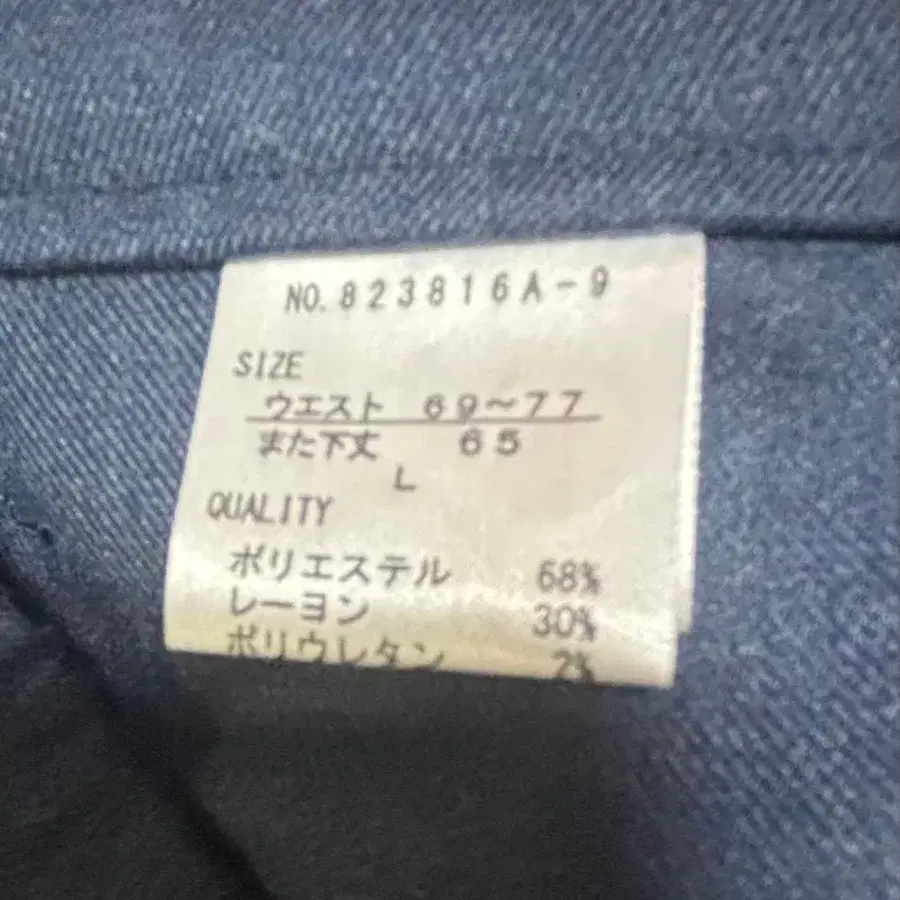 NO. 823816A-9
SIZE
ウエスト 69~77
また下丈 65
L
QUALITY
ポリエステル 68%
レーヨン 30%
ポリウレタン 2%